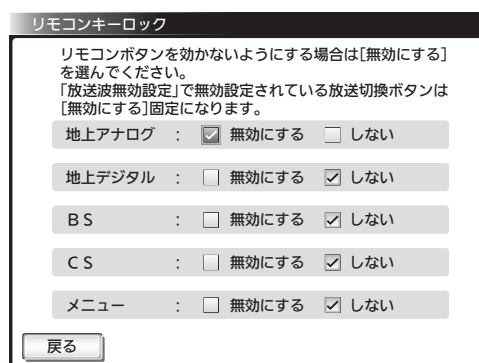 リモコンキーロック
リモコンボタンを効かないようにする場合は[無効にする]
を選んでください。
「放送波無効設定」で無効設定されている放送切換ボタンは
[無効にする]固定になります。
地上アナログ : 無効にする しない
地上デジタル : 無効にする しない
BS : 無効にする しない
CS : 無効にする しない
メニュー : 無効にする しない
戻る